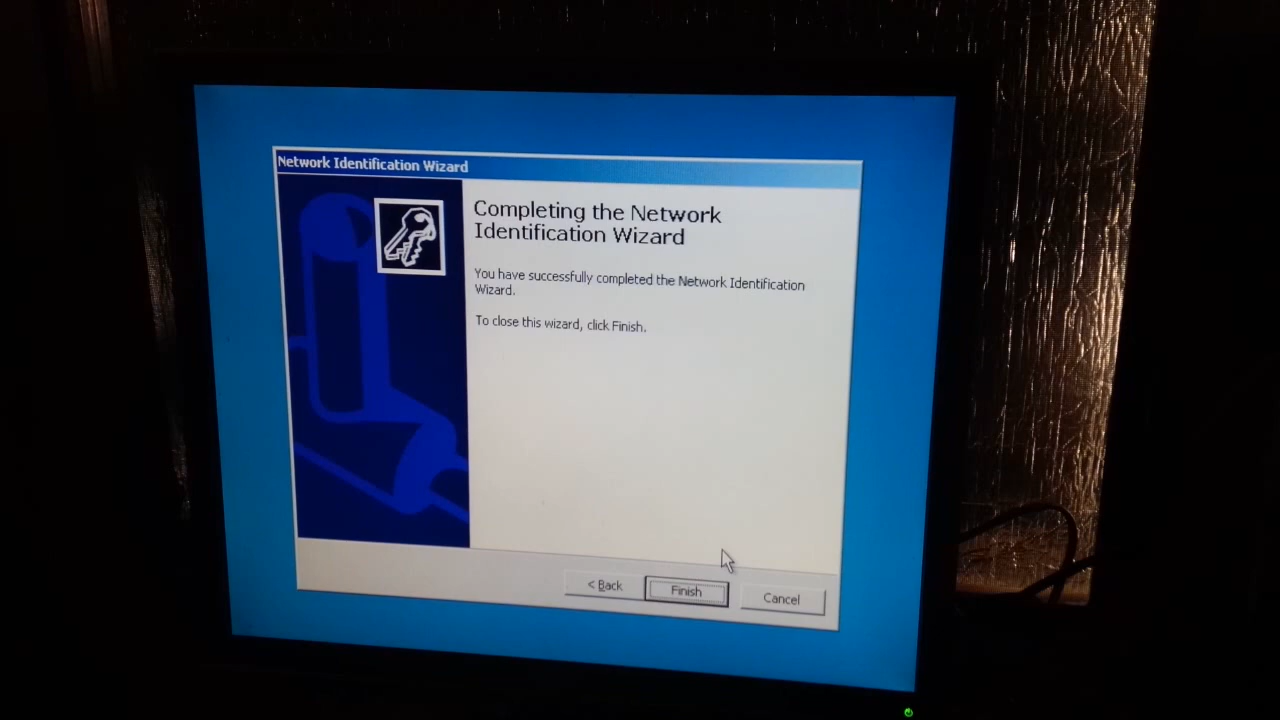 Network Identification Wizard
Completing the Network
Identification Wizard
You have successfully completed the Network Identification
Wizard.
To close this wizard, click Finish.
< Back
Finish
Cancel